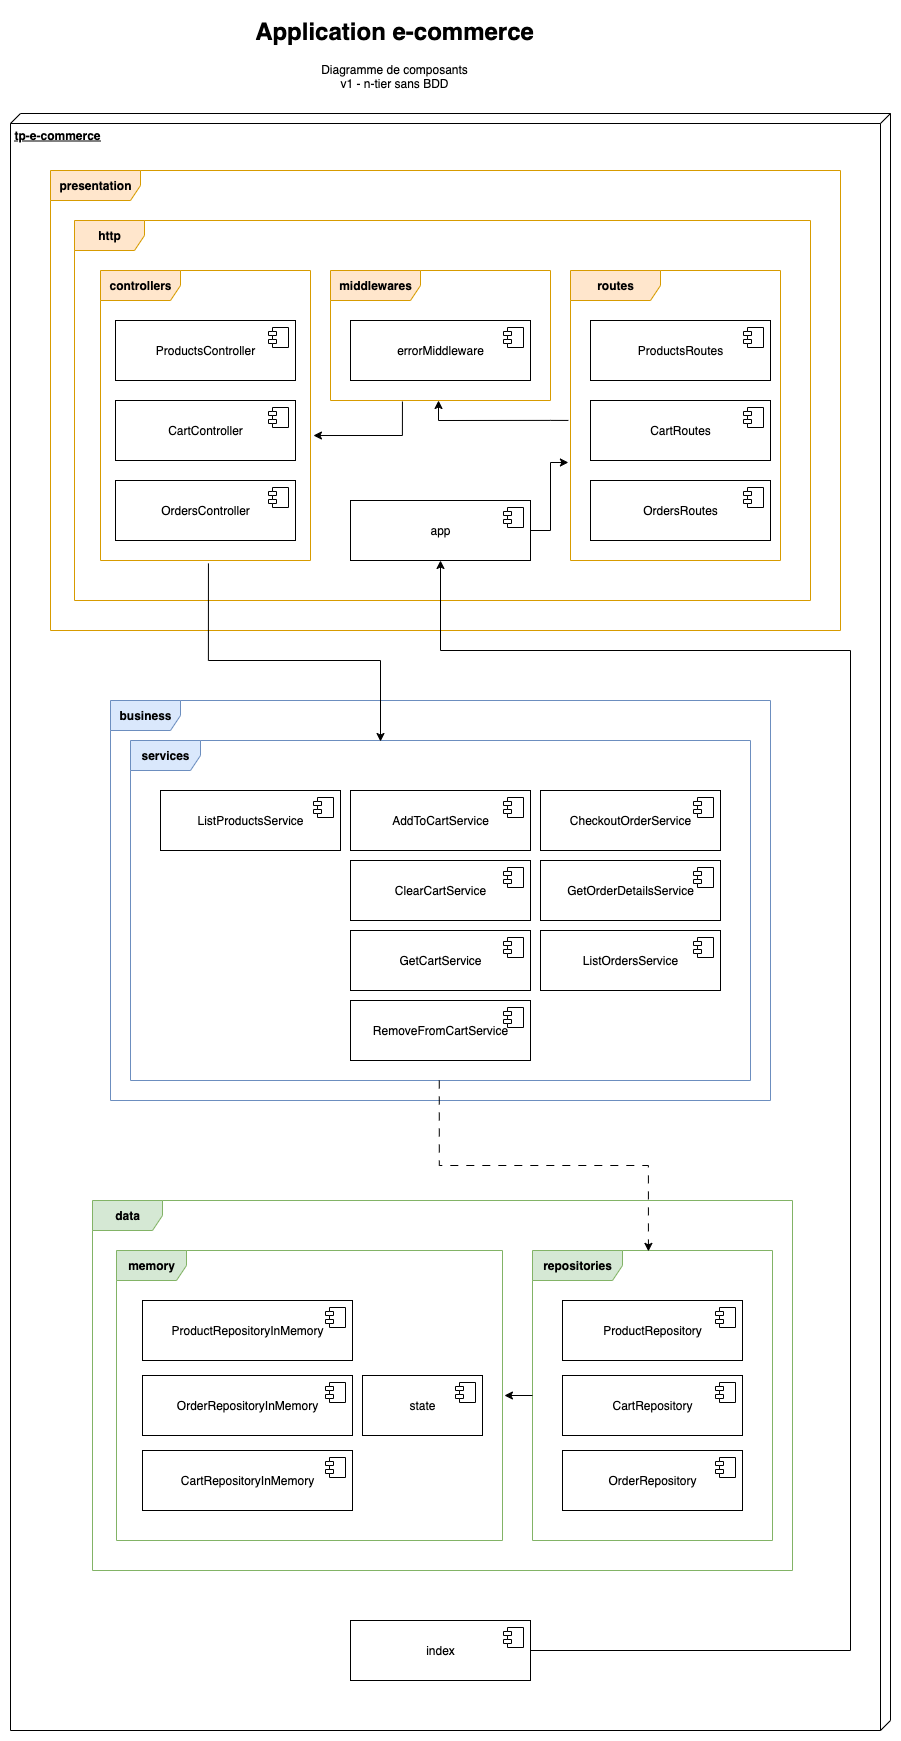 Application e-commerce
Diagramme de composants
v1 - n-tier sans BDD
tp-e-commerce
presentation
http
controllers
ProductsController
CartController
OrdersController
middlewares
errorMiddleware
app
routes
ProductsRoutes
CartRoutes
OrdersRoutes
business
services
ListProductsService
AddToCartService
CheckoutOrderService
ClearCartService
GetOrderDetailsService
GetCartService
ListOrdersService
RemoveFromCartService
data
memory
ProductRepositoryInMemory
OrderRepositoryInMemory
state
CartRepositoryInMemory
repositories
ProductRepository
CartRepository
OrderRepository
index